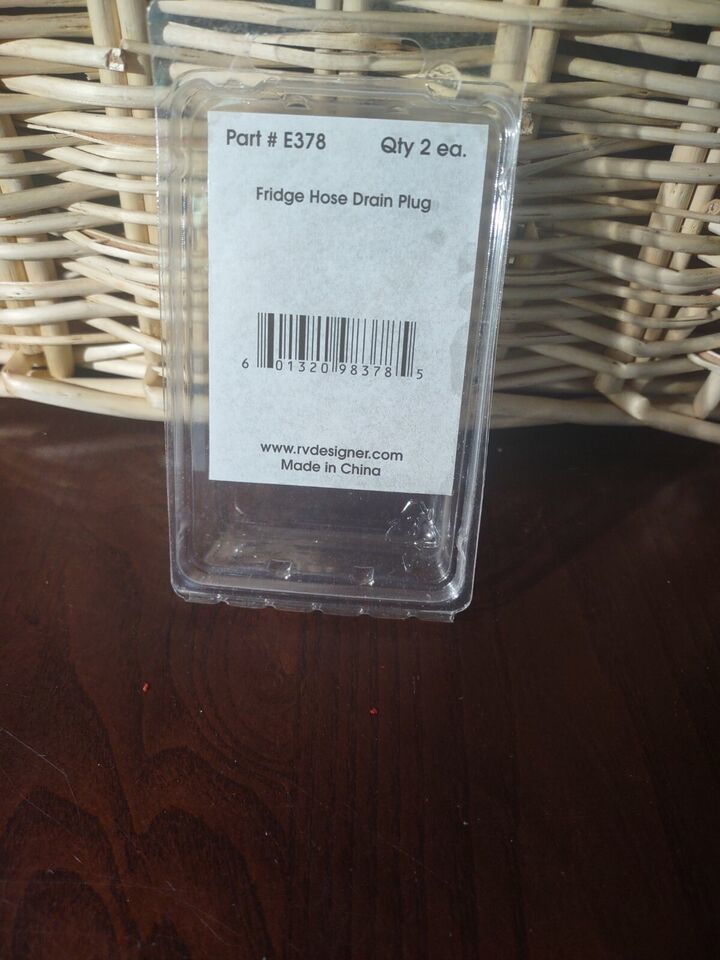 Part # E378 Qty 2 ea.
Fridge Hose Drain Plug
6 01320 98378 5
www.rvdesigner.com
Made in China